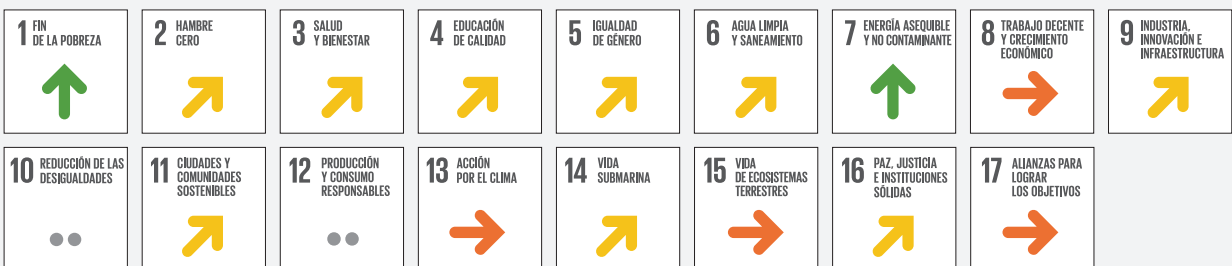 1 FIN
DE LA POBREZA
2 HAMBRE
CERO
3 SALUD
Y BIENESTAR
4 EDUCACIÓN
DE CALIDAD
5 IGUALDAD
DE GÉNERO
6 AGUA LIMPIA
Y SANEAMIENTO
7 ENERGÍA ASEQUIBLE
Y NO CONTAMINANTE
8 TRABAJO DECENTE
Y CRECIMIENTO
ECONÓMICO
9 INDUSTRIA,
INNOVACIÓN E
INFRAESTRUCTURA
10 REDUCCIÓN DE LAS
DESIGUALDADES
11 CIUDADES Y
COMUNIDADES
SOSTENIBLES
12 PRODUCCIÓN
Y CONSUMO
RESPONSABLES
13 ACCIÓN
POR EL CLIMA
14 VIDA
SUBMARINA
15 VIDA
DE ECOSISTEMAS
TERRESTRES
16 PAZ, JUSTICIA
E INSTITUCIONES
SÓLIDAS
17 ALIANZAS PARA
LOGRAR
LOS OBJETIVOS